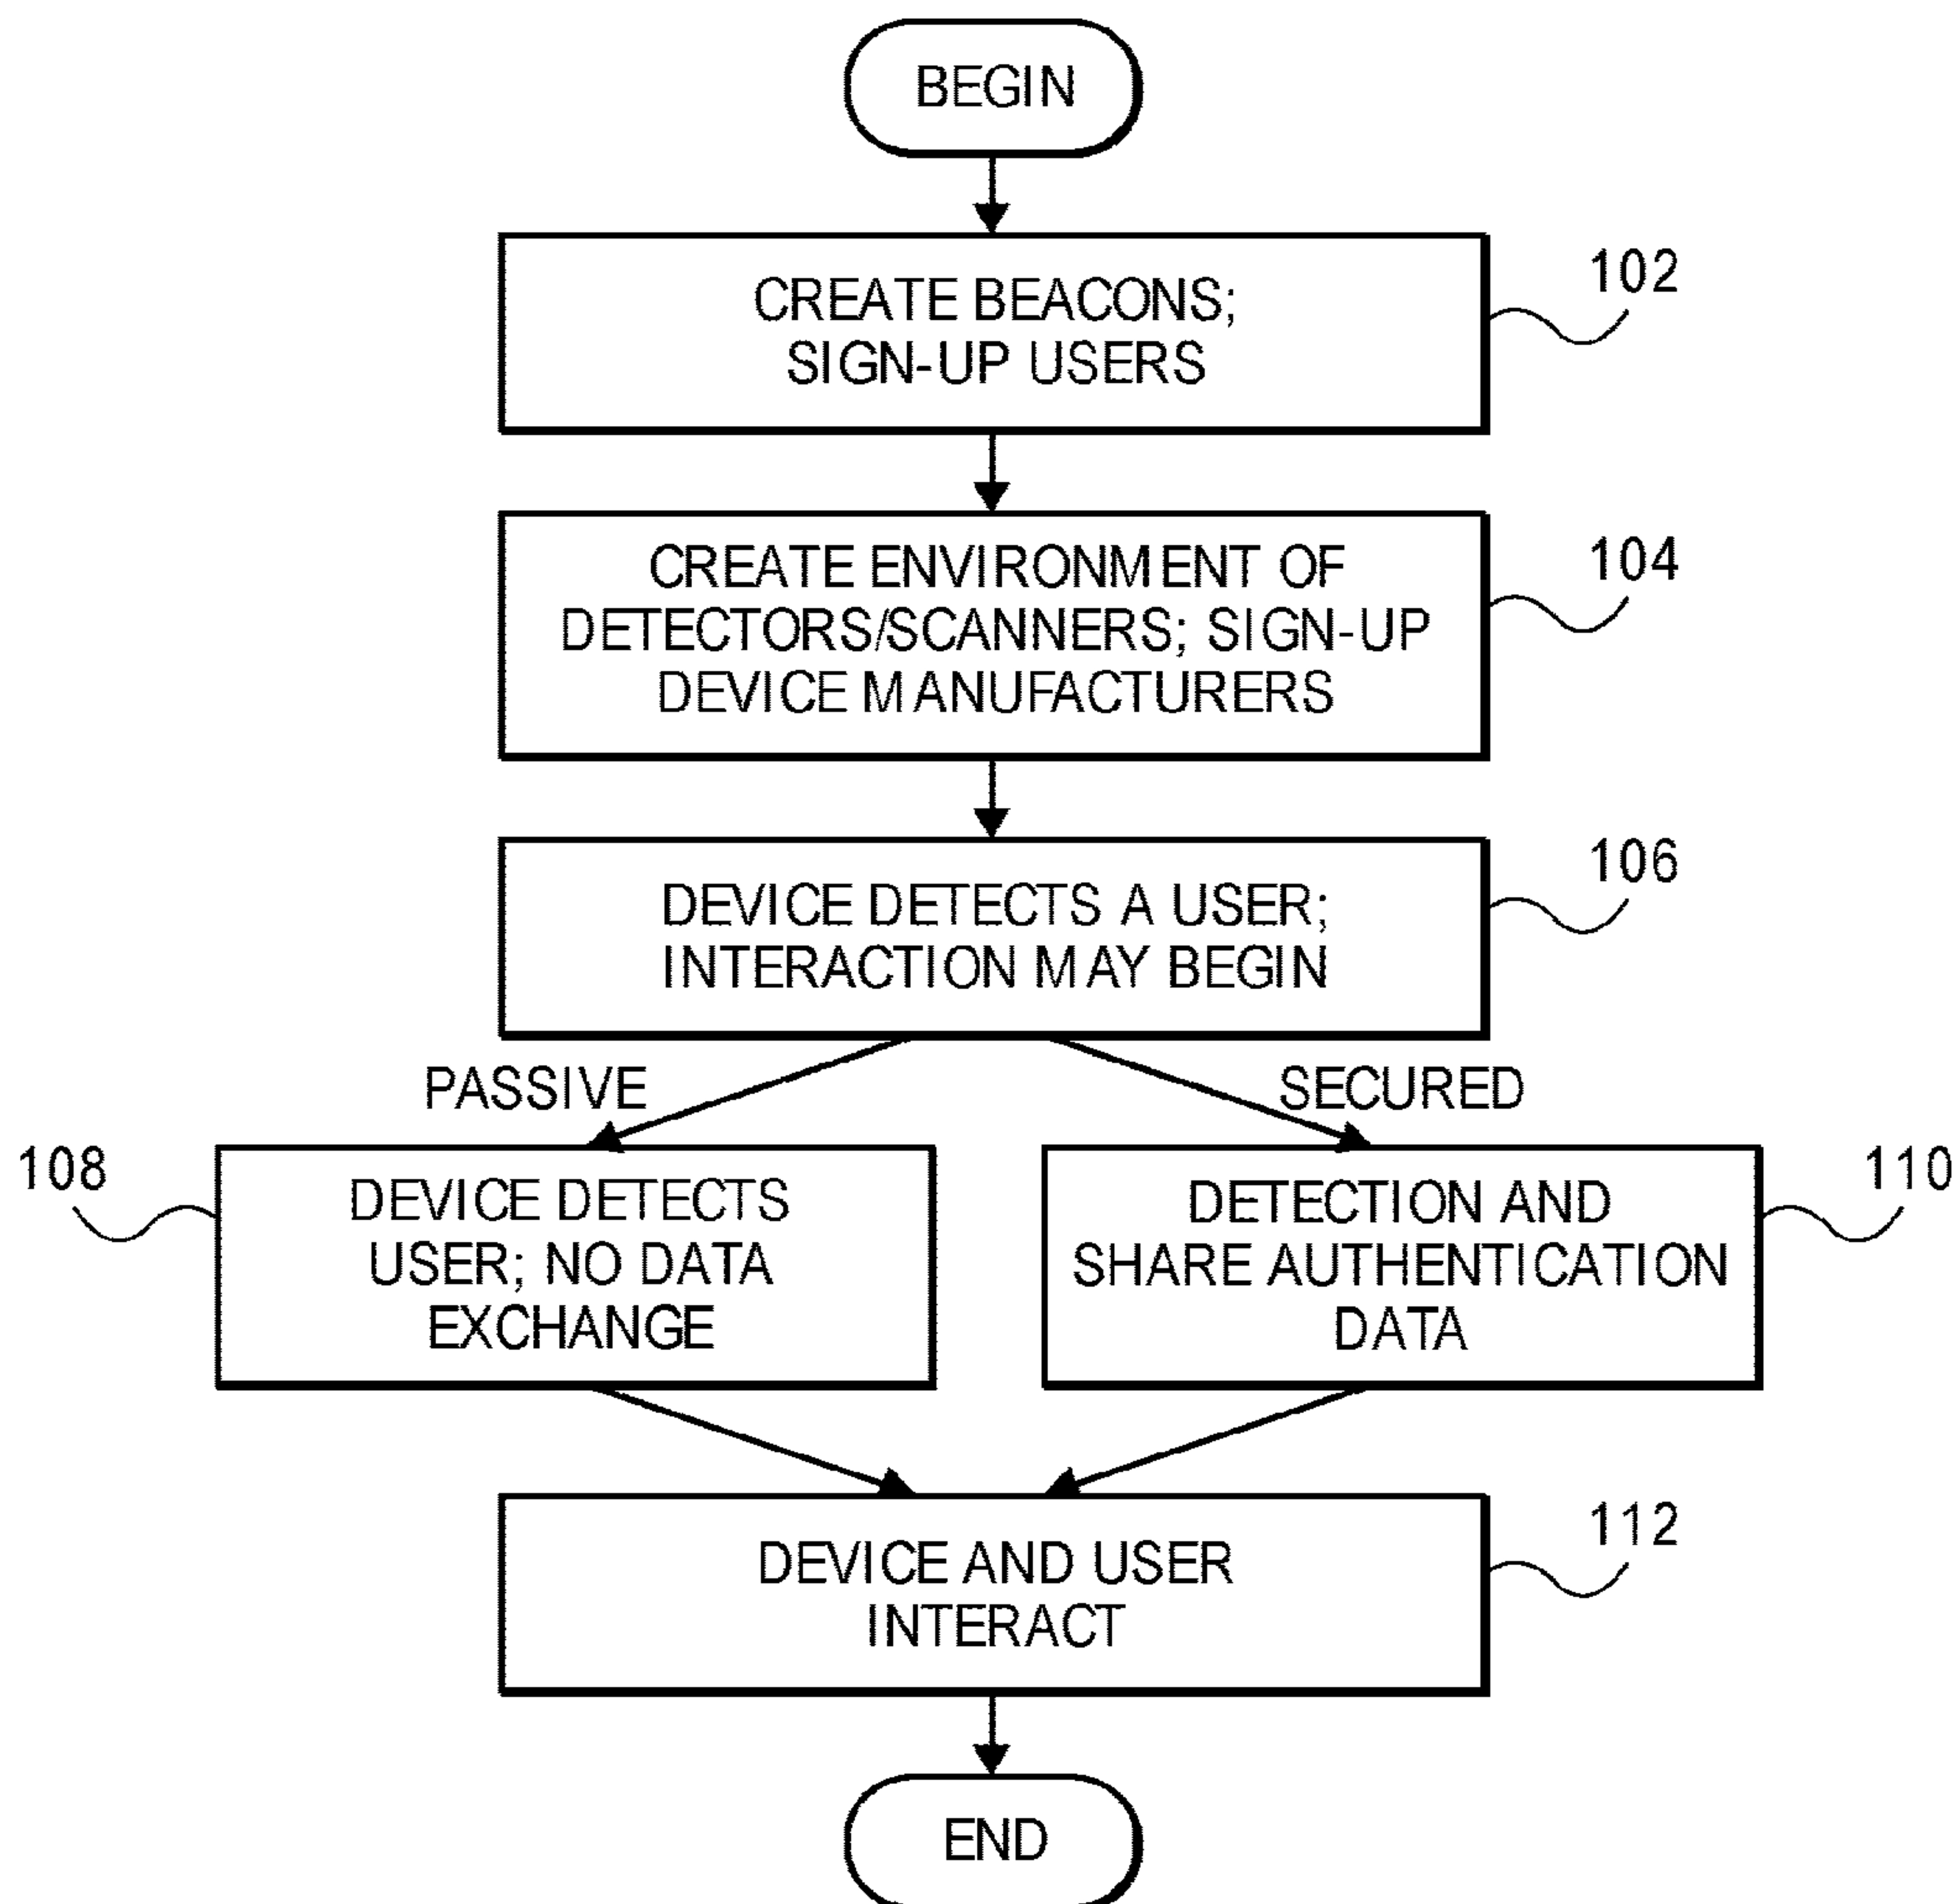 BEGIN
CREATE BEACONS;
SIGN-UP USERS
102
CREATE ENVIRONMENT OF
DETECTORS/SCANNERS; SIGN-UP
DEVICE MANUFACTURERS
104
DEVICE DETECTS A USER;
INTERACTION MAY BEGIN
106
PASSIVE
SECURED
108
DEVICE DETECTS
USER; NO DATA
EXCHANGE
DETECTION AND
SHARE AUTHENTICATION
DATA
110
DEVICE AND USER
INTERACT
112
END